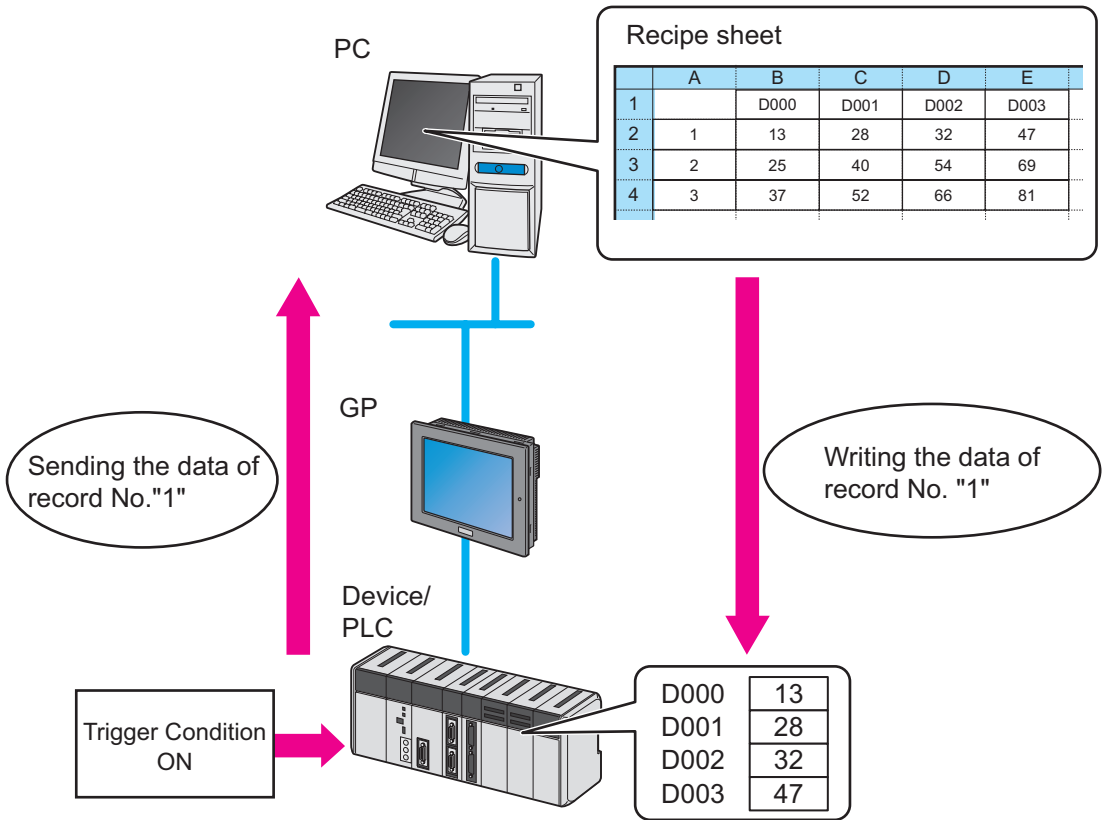 PC
Recipe sheet
A B C D E
1 D000 D001 D002 D003
2 1 13 28 32 47
3 2 25 40 54 69
4 3 37 52 66 81
GP
Sending the data of
record No."1"
Writing the data of
record No. "1"
Device/
PLC
Trigger Condition
ON
D000 13
D001 28
D002 32
D003 47